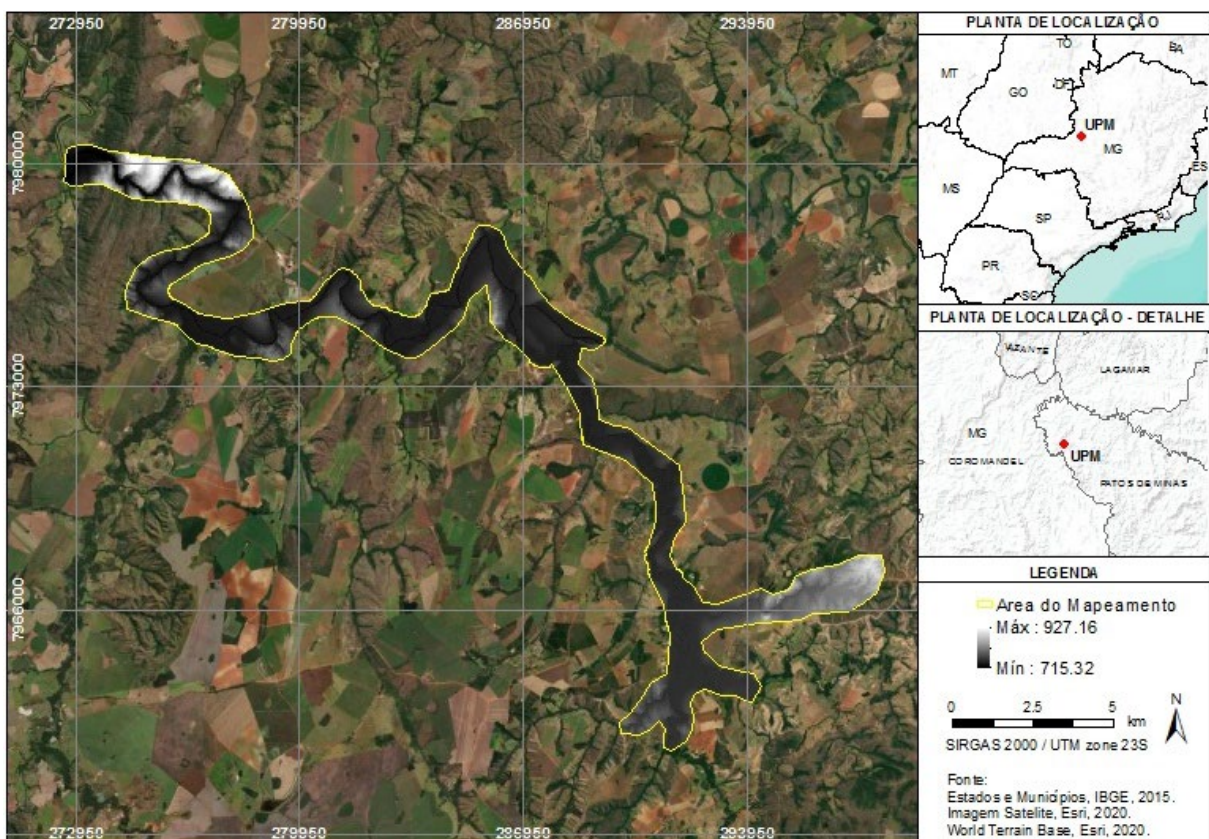 272950 279950 286950 293950
7980000
7973000
7966000
272950 279950 286950 293950
PLANTA DE LOCALIZAÇÃO
TO
BA
MT
GO
DF
UPM
MG
ES
MS
SP
RJ
PR
SC
PLANTA DE LOCALIZAÇÃO - DETALHE
VAZANTE
LAGAMAR
MG
COROMANDEL
UPM
PATOS DE MINAS
LEGENDA
Area do Mapeamento
Máx : 927.16
Mín : 715.32
0 2.5 5 km
N
SIRGAS 2000 / UTM zone 23S
Fonte:
Estados e Municípios, IBGE, 2015.
Imagem Satelite, Esri, 2020.
World Terrain Base, Esri, 2020.